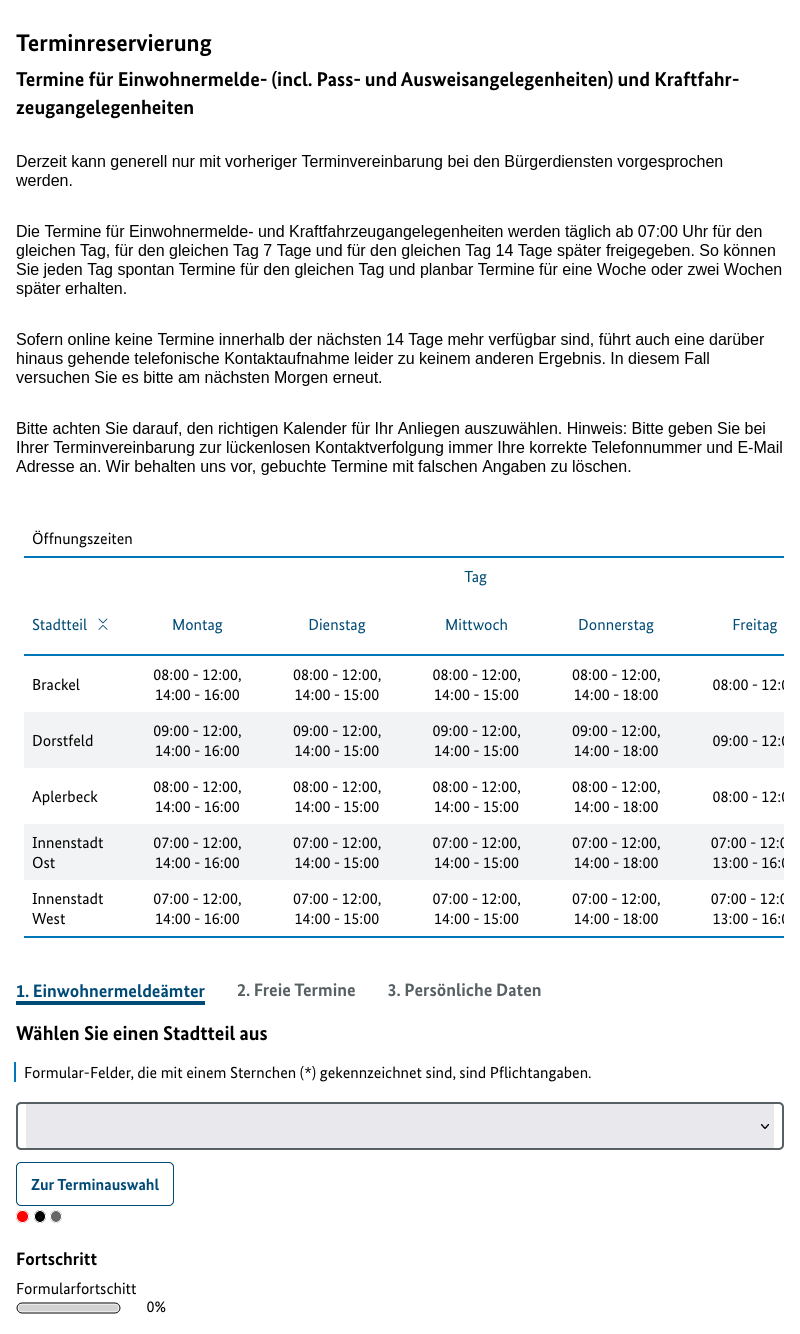 Terminreservierung
Termine für Einwohnermelde- (incl. Pass- und Ausweisangelegenheiten) und Kraftfahr-
zeugangelegenheiten
Derzeit kann generell nur mit vorheriger Terminvereinbarung bei den Bürgerdiensten vorgesprochen
werden.
Die Termine für Einwohnermelde- und Kraftfahrzeugangelegenheiten werden täglich ab 07:00 Uhr für den
gleichen Tag, für den gleichen Tag 7 Tage und für den gleichen Tag 14 Tage später freigegeben. So können
Sie jeden Tag spontan Termine für den gleichen Tag und planbar Termine für eine Woche oder zwei Wochen
später erhalten.
Sofern online keine Termine innerhalb der nächsten 14 Tage mehr verfügbar sind, führt auch eine darüber
hinaus gehende telefonische Kontaktaufnahme leider zu keinem anderen Ergebnis. In diesem Fall
versuchen Sie es bitte am nächsten Morgen erneut.
Bitte achten Sie darauf, den richtigen Kalender für Ihr Anliegen auszuwählen. Hinweis: Bitte geben Sie bei
Ihrer Terminvereinbarung zur lückenlosen Kontaktverfolgung immer Ihre korrekte Telefonnummer und E-Mail
Adresse an. Wir behalten uns vor, gebuchte Termine mit falschen Angaben zu löschen.
Öffnungszeiten
Tag
Stadtteil Montag Dienstag Mittwoch Donnerstag Freitag
Brackel 08:00 - 12:00, 08:00 - 12:00, 08:00 - 12:00, 08:00 - 12:00, 08:00 - 12:0
14:00 - 16:00 14:00 - 15:00 14:00 - 15:00 14:00 - 18:00
Dorstfeld 09:00 - 12:00, 09:00 - 12:00, 09:00 - 12:00, 09:00 - 12:00, 09:00 - 12:0
14:00 - 16:00 14:00 - 15:00 14:00 - 15:00 14:00 - 18:00
Aplerbeck 08:00 - 12:00, 08:00 - 12:00, 08:00 - 12:00, 08:00 - 12:00, 08:00 - 12:0
14:00 - 16:00 14:00 - 15:00 14:00 - 15:00 14:00 - 18:00
Innenstadt 07:00 - 12:00, 07:00 - 12:00, 07:00 - 12:00, 07:00 - 12:00, 07:00 - 12:0
Ost 14:00 - 16:00 14:00 - 15:00 14:00 - 15:00 14:00 - 18:00 13:00 - 16:0
Innenstadt 07:00 - 12:00, 07:00 - 12:00, 07:00 - 12:00, 07:00 - 12:00, 07:00 - 12:0
West 14:00 - 16:00 14:00 - 15:00 14:00 - 15:00 14:00 - 18:00 13:00 - 16:0
1. Einwohnermeldeämter 2. Freie Termine 3. Persönliche Daten
Wählen Sie einen Stadtteil aus
Formular-Felder, die mit einem Sternchen (*) gekennzeichnet sind, sind Pflichtangaben.
Zur Terminauswahl
Fortschritt
Formularfortschitt
0%